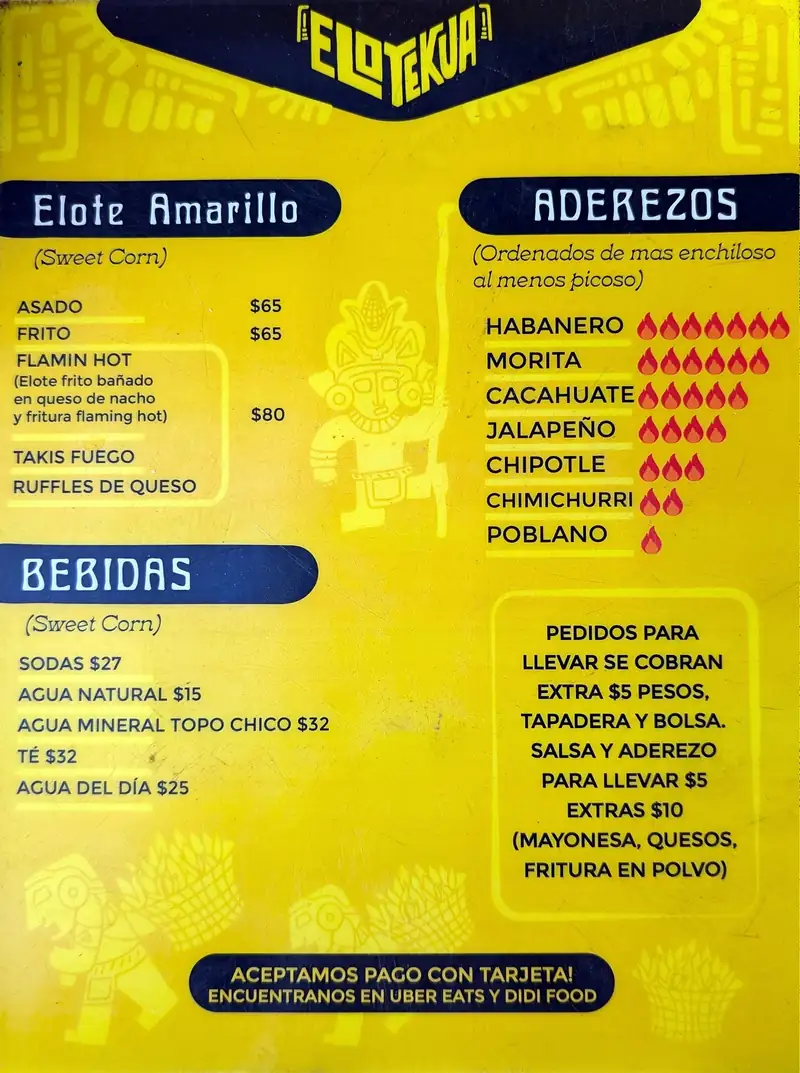 ELOTEKUA
Elote Amarillo
(Sweet Corn)
ASADO $65
FRITO $65
FLAMIN HOT
(Elote frito bañado
en queso de nacho
y fritura flaming hot) $80
TAKIS FUEGO
RUFFLES DE QUESO
BEBIDAS
(Sweet Corn)
SODAS $27
AGUA NATURAL $15
AGUA MINERAL TOPO CHICO $32
TÉ $32
AGUA DEL DÍA $25
ADEREZOS
(Ordenados de mas enchiloso
al menos picoso)
HABANERO
MORITA
CACAHUATE
JALAPEÑO
CHIPOTLE
CHIMICHURRI
POBLANO
PEDIDOS PARA
LLEVAR SE COBRAN
EXTRA $5 PESOS,
TAPADERA Y BOLSA.
SALSA Y ADEREZO
PARA LLEVAR $5
EXTRAS $10
(MAYONESA, QUESOS,
FRITURA EN POLVO)
ACEPTAMOS PAGO CON TARJETA!
ENCUENTRANOS EN UBER EATS Y DIDI FOOD